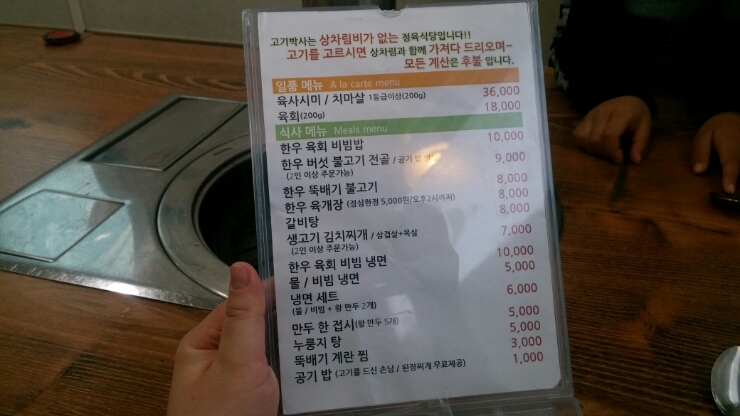 고기박사는 상차림비가 없는 정육식당입니다!!
고기를 고르시면 상차림과 함께 가져다 드리오며~
모든 계산은 후불 입니다.
일품 메뉴 A la carte menu
육사시미 / 치마살 1등급이상(200g) 36,000
육회(200g) 18,000
식사 메뉴 Meals menu
한우 육회 비빔밥 10,000
한우 버섯 불고기 전골 / 공기 밥 9,000
(2인 이상 주문가능)
한우 뚝배기 불고기 8,000
한우 육개장 (점심한정 5,000원/오후2시까지) 8,000
갈비탕 8,000
생고기 김치찌개 / 삼겹살+목살 7,000
(2인 이상 주문가능)
한우 육회 비빔 냉면 10,000
물 / 비빔 냉면 5,000
냉면 세트 6,000
(물 / 비빔 + 왕 만두 2개)
만두 한 접시(왕 만두 5개) 5,000
누룽지 탕 5,000
뚝배기 계란 찜 3,000
공기 밥 (고기를 드신 손님 / 된장찌개 무료제공) 1,000